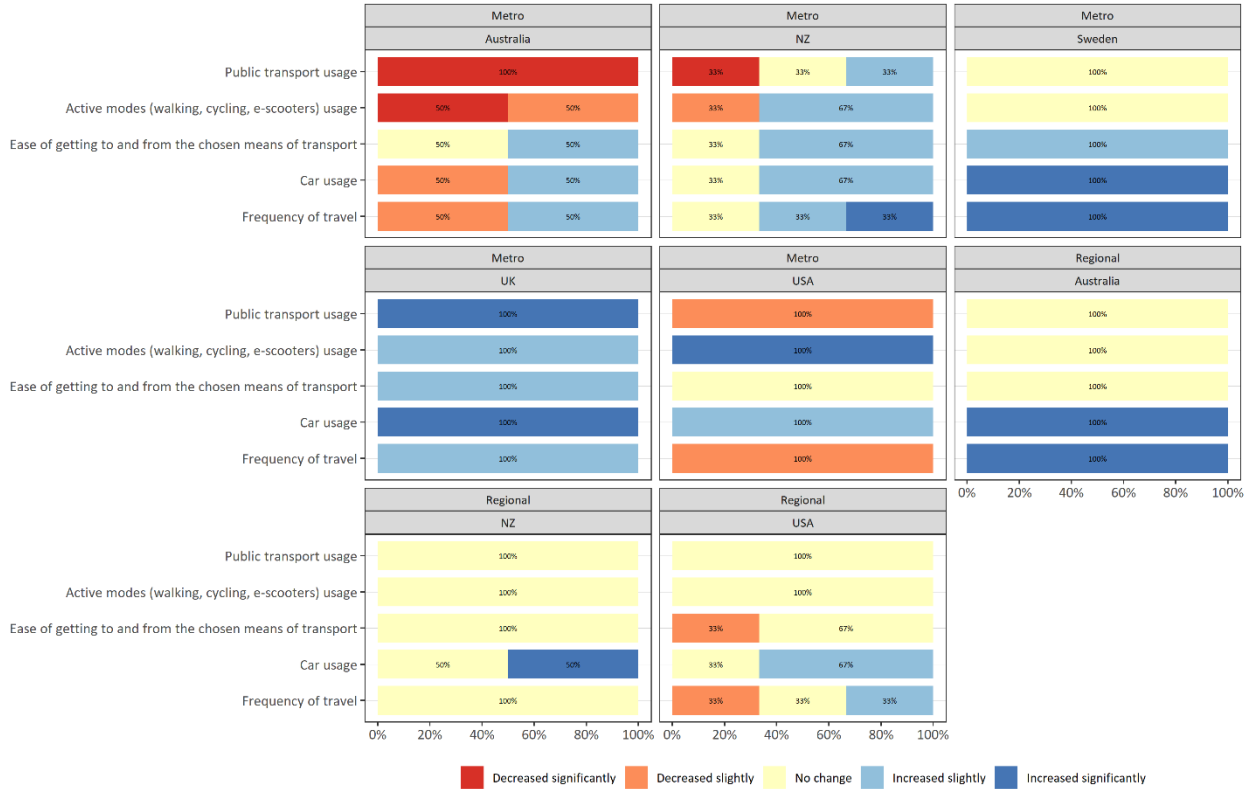 Metro Metro Metro
Australia NZ Sweden
Public transport usage 100% 33% 33% 33% 100%
Active modes (walking, cycling, e-scooters) usage 50% 50% 33% 67% 100%
Ease of getting to and from the chosen means of transport 50% 50% 33% 67% 100%
Car usage 50% 50% 33% 67% 100%
Frequency of travel 50% 50% 33% 33% 33% 100%
Metro Metro Regional
UK USA Australia
Public transport usage 100% 100% 100%
Active modes (walking, cycling, e-scooters) usage 100% 100% 100%
Ease of getting to and from the chosen means of transport 100% 100% 100%
Car usage 100% 100% 100%
Frequency of travel 100% 100% 100%
0% 20% 40% 60% 80% 100%
Regional Regional
NZ USA
Public transport usage 100% 100%
Active modes (walking, cycling, e-scooters) usage 100% 100%
Ease of getting to and from the chosen means of transport 100% 33% 67%
Car usage 50% 50% 33% 67%
Frequency of travel 100% 33% 33% 33%
0% 20% 40% 60% 80% 100% 0% 20% 40% 60% 80% 100%
Decreased significantly Decreased slightly No change Increased slightly Increased significantly